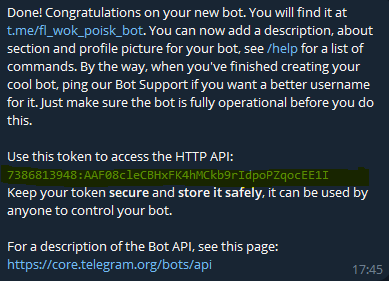 Done! Congratulations on your new bot. You will find it at
t.me/fl_wok_poisk_bot. You can now add a description, about
section and profile picture for your bot, see /help for a list of
commands. By the way, when you've finished creating your
cool bot, ping our Bot Support if you want a better username
for it. Just make sure the bot is fully operational before you do
this.

Use this token to access the HTTP API:
7386813948:AAF08cleCBHxFK4hMCkb9rIdpoPZqocEE1I
Keep your token secure and store it safely, it can be used by
anyone to control your bot.

For a description of the Bot API, see this page:
https://core.telegram.org/bots/api
17:45